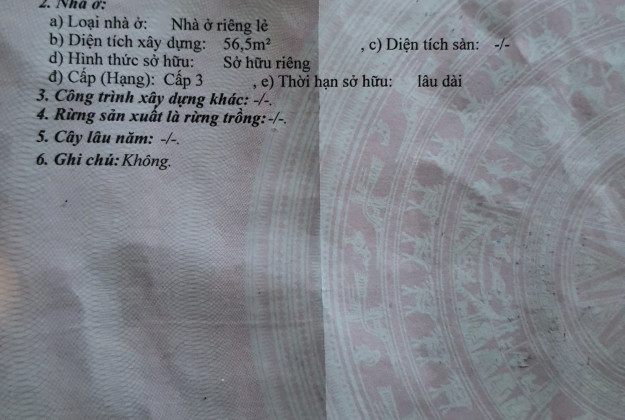 2. Nhà ở:
a) Loại nhà ở: Nhà ở riêng lẻ
b) Diện tích xây dựng: 56,5m² , c) Diện tích sàn: -/-
d) Hình thức sở hữu: Sở hữu riêng
đ) Cấp (Hạng): Cấp 3 , e) Thời hạn sở hữu: lâu dài
3. Công trình xây dựng khác: -/-.
4. Rừng sản xuất là rừng trồng: -/-.
5. Cây lâu năm: -/-.
6. Ghi chú: Không.